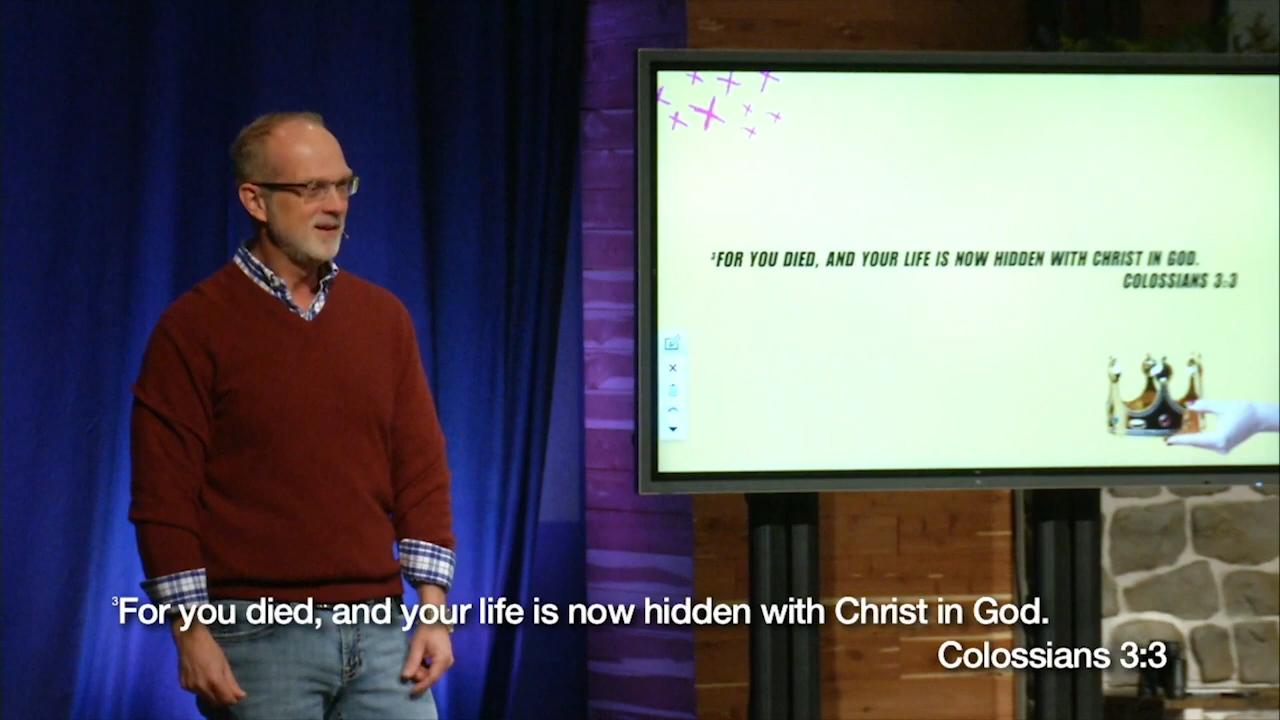 ³FOR YOU DIED, AND YOUR LIFE IS NOW HIDDEN WITH CHRIST IN GOD.
COLOSSIANS 3:3
³For you died, and your life is now hidden with Christ in God.
Colossians 3:3